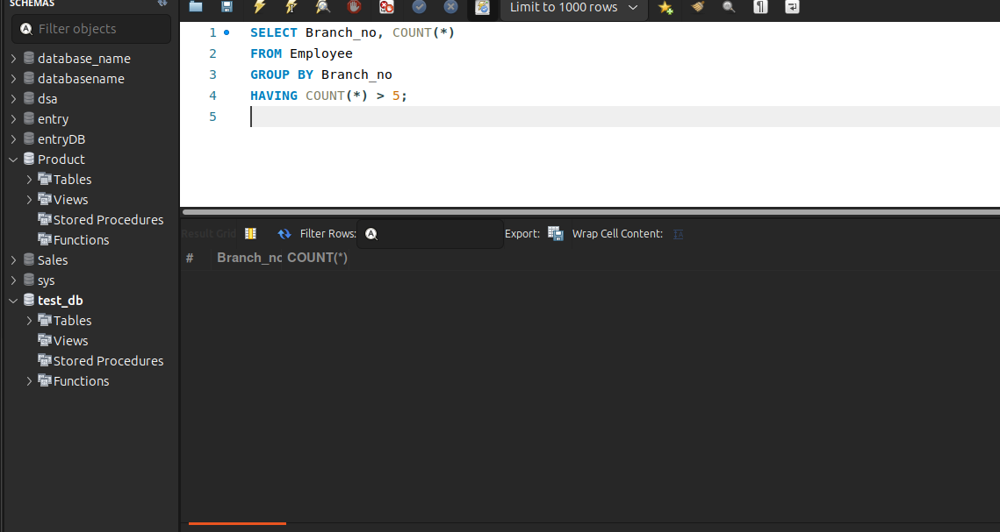 SCHEMAS
Filter objects
database_name
databasename
dsa
entry
entryDB
Product
Tables
Views
Stored Procedures
Functions
Sales
sys
test_db
Tables
Views
Stored Procedures
Functions
Limit to 1000 rows
1 SELECT Branch_no, COUNT(*)
2 FROM Employee
3 GROUP BY Branch_no
4 HAVING COUNT(*) > 5;
5
Result Grid Filter Rows: Export: Wrap Cell Content: IA
# Branch_nc COUNT(*)